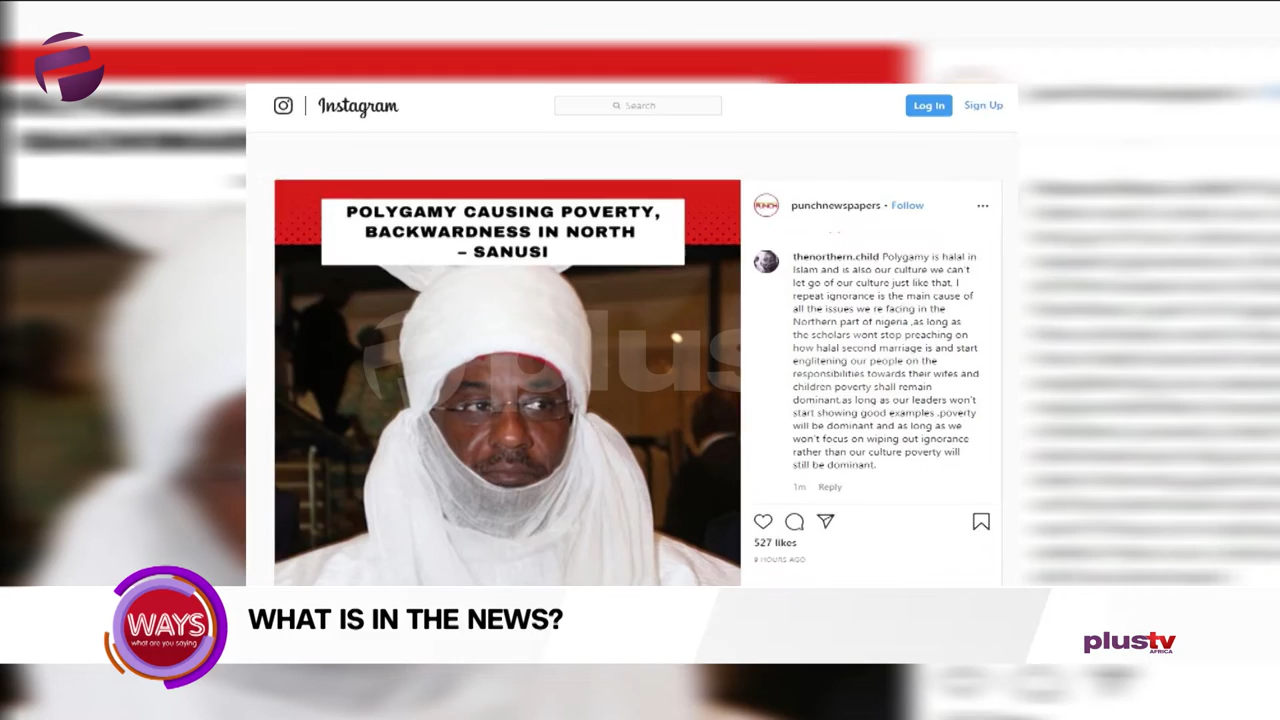 Instagram
Search
Log In
Sign Up
POLYGAMY CAUSING POVERTY,
BACKWARDNESS IN NORTH
– SANUSI
plus
PUNCH
punchnewspapers • Follow
thenorthern.child Polygamy is halal in
Islam and is also our culture we can't
let go of our culture just like that, I
repeat ignorance is the main cause of
all the issues we re facing in the
Northern part of nigeria ,as long as
the scholars wont stop preaching on
how halal second marriage is and start
englitening our people on the
responsibilities towards their wifes and
children poverty shall remain
dominant.as long as our leaders won't
start showing good examples ,poverty
will be dominant and as long as we
won't focus on wiping out ignorance
rather than our culture poverty will
still be dominant.
1m Reply
527 likes
9 HOURS AGO
WAYS
what are you saying
WHAT IS IN THE NEWS?
plustv
AFRICA